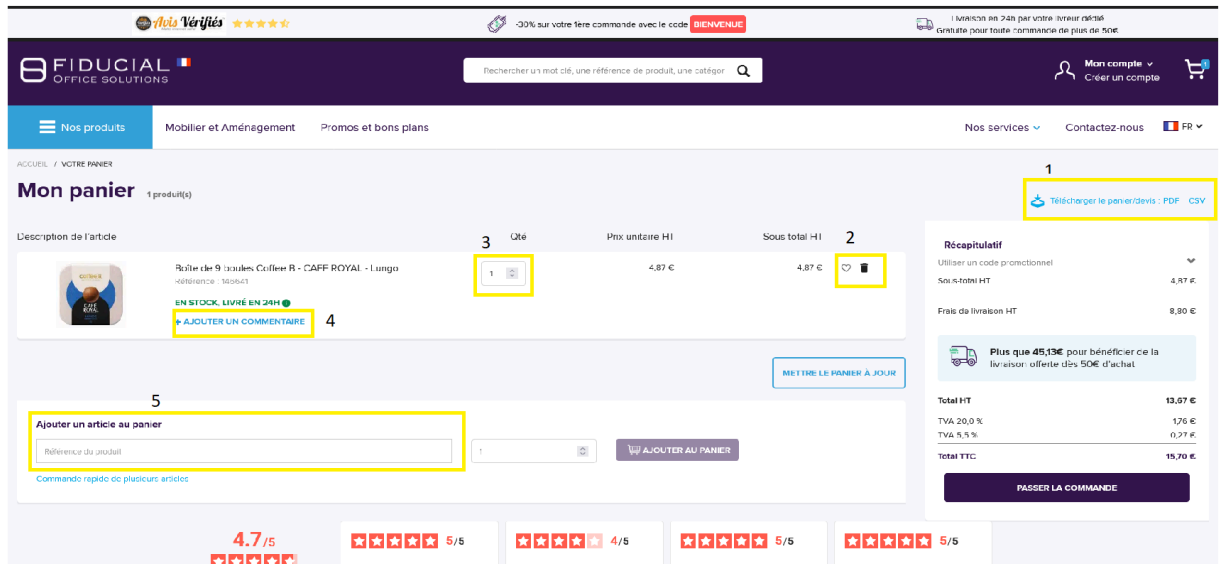 Avis Vérifiés
-30% sur votre 1ère commande avec le code BIENVENUE
Livraison en 24h par votre livreur dédié
Gratuite pour toute commande de plus de 50€
FIDUCIAL
OFFICE SOLUTIONS
Rechercher un mot clé, une référence de produit, une catégor
Mon compte
Créer un compte
1
Nos produits
Mobilier et Aménagement
Promos et bons plans
Nos services
Contactez-nous
FR
ACCUEIL / VOTRE PANIER
1
Mon panier 1 produit(s)
Télécharger le panier/devis : PDF CSV
Description de l'article
3
Qté
Prix unitaire HT
Sous total HT
2
Boîte de 9 boules Coffee B - CAFE ROYAL - Lungo
1
4,87 €
4,87 €
Référence :
EN STOCK, LIVRÉ EN 24H
+ AJOUTER UN COMMENTAIRE
4
METTRE LE PANIER À JOUR
5
Ajouter un article au panier
Référence du produit
1
AJOUTER AU PANIER
Commande rapide de plusieurs articles
Récapitulatif
Utiliser un code promotionnel
Sous-total HT 4,87 €
Frais de livraison HT 8,80 €
Plus que 45,13€ pour bénéficier de la
livraison offerte dès 50€ d'achat
Total HT 13,67 €
TVA 20,0 % 1,76 €
TVA 5,5 % 0,27 €
Total TTC 15,70 €
PASSER LA COMMANDE
4.7/5
5/5
4/5
5/5
5/5